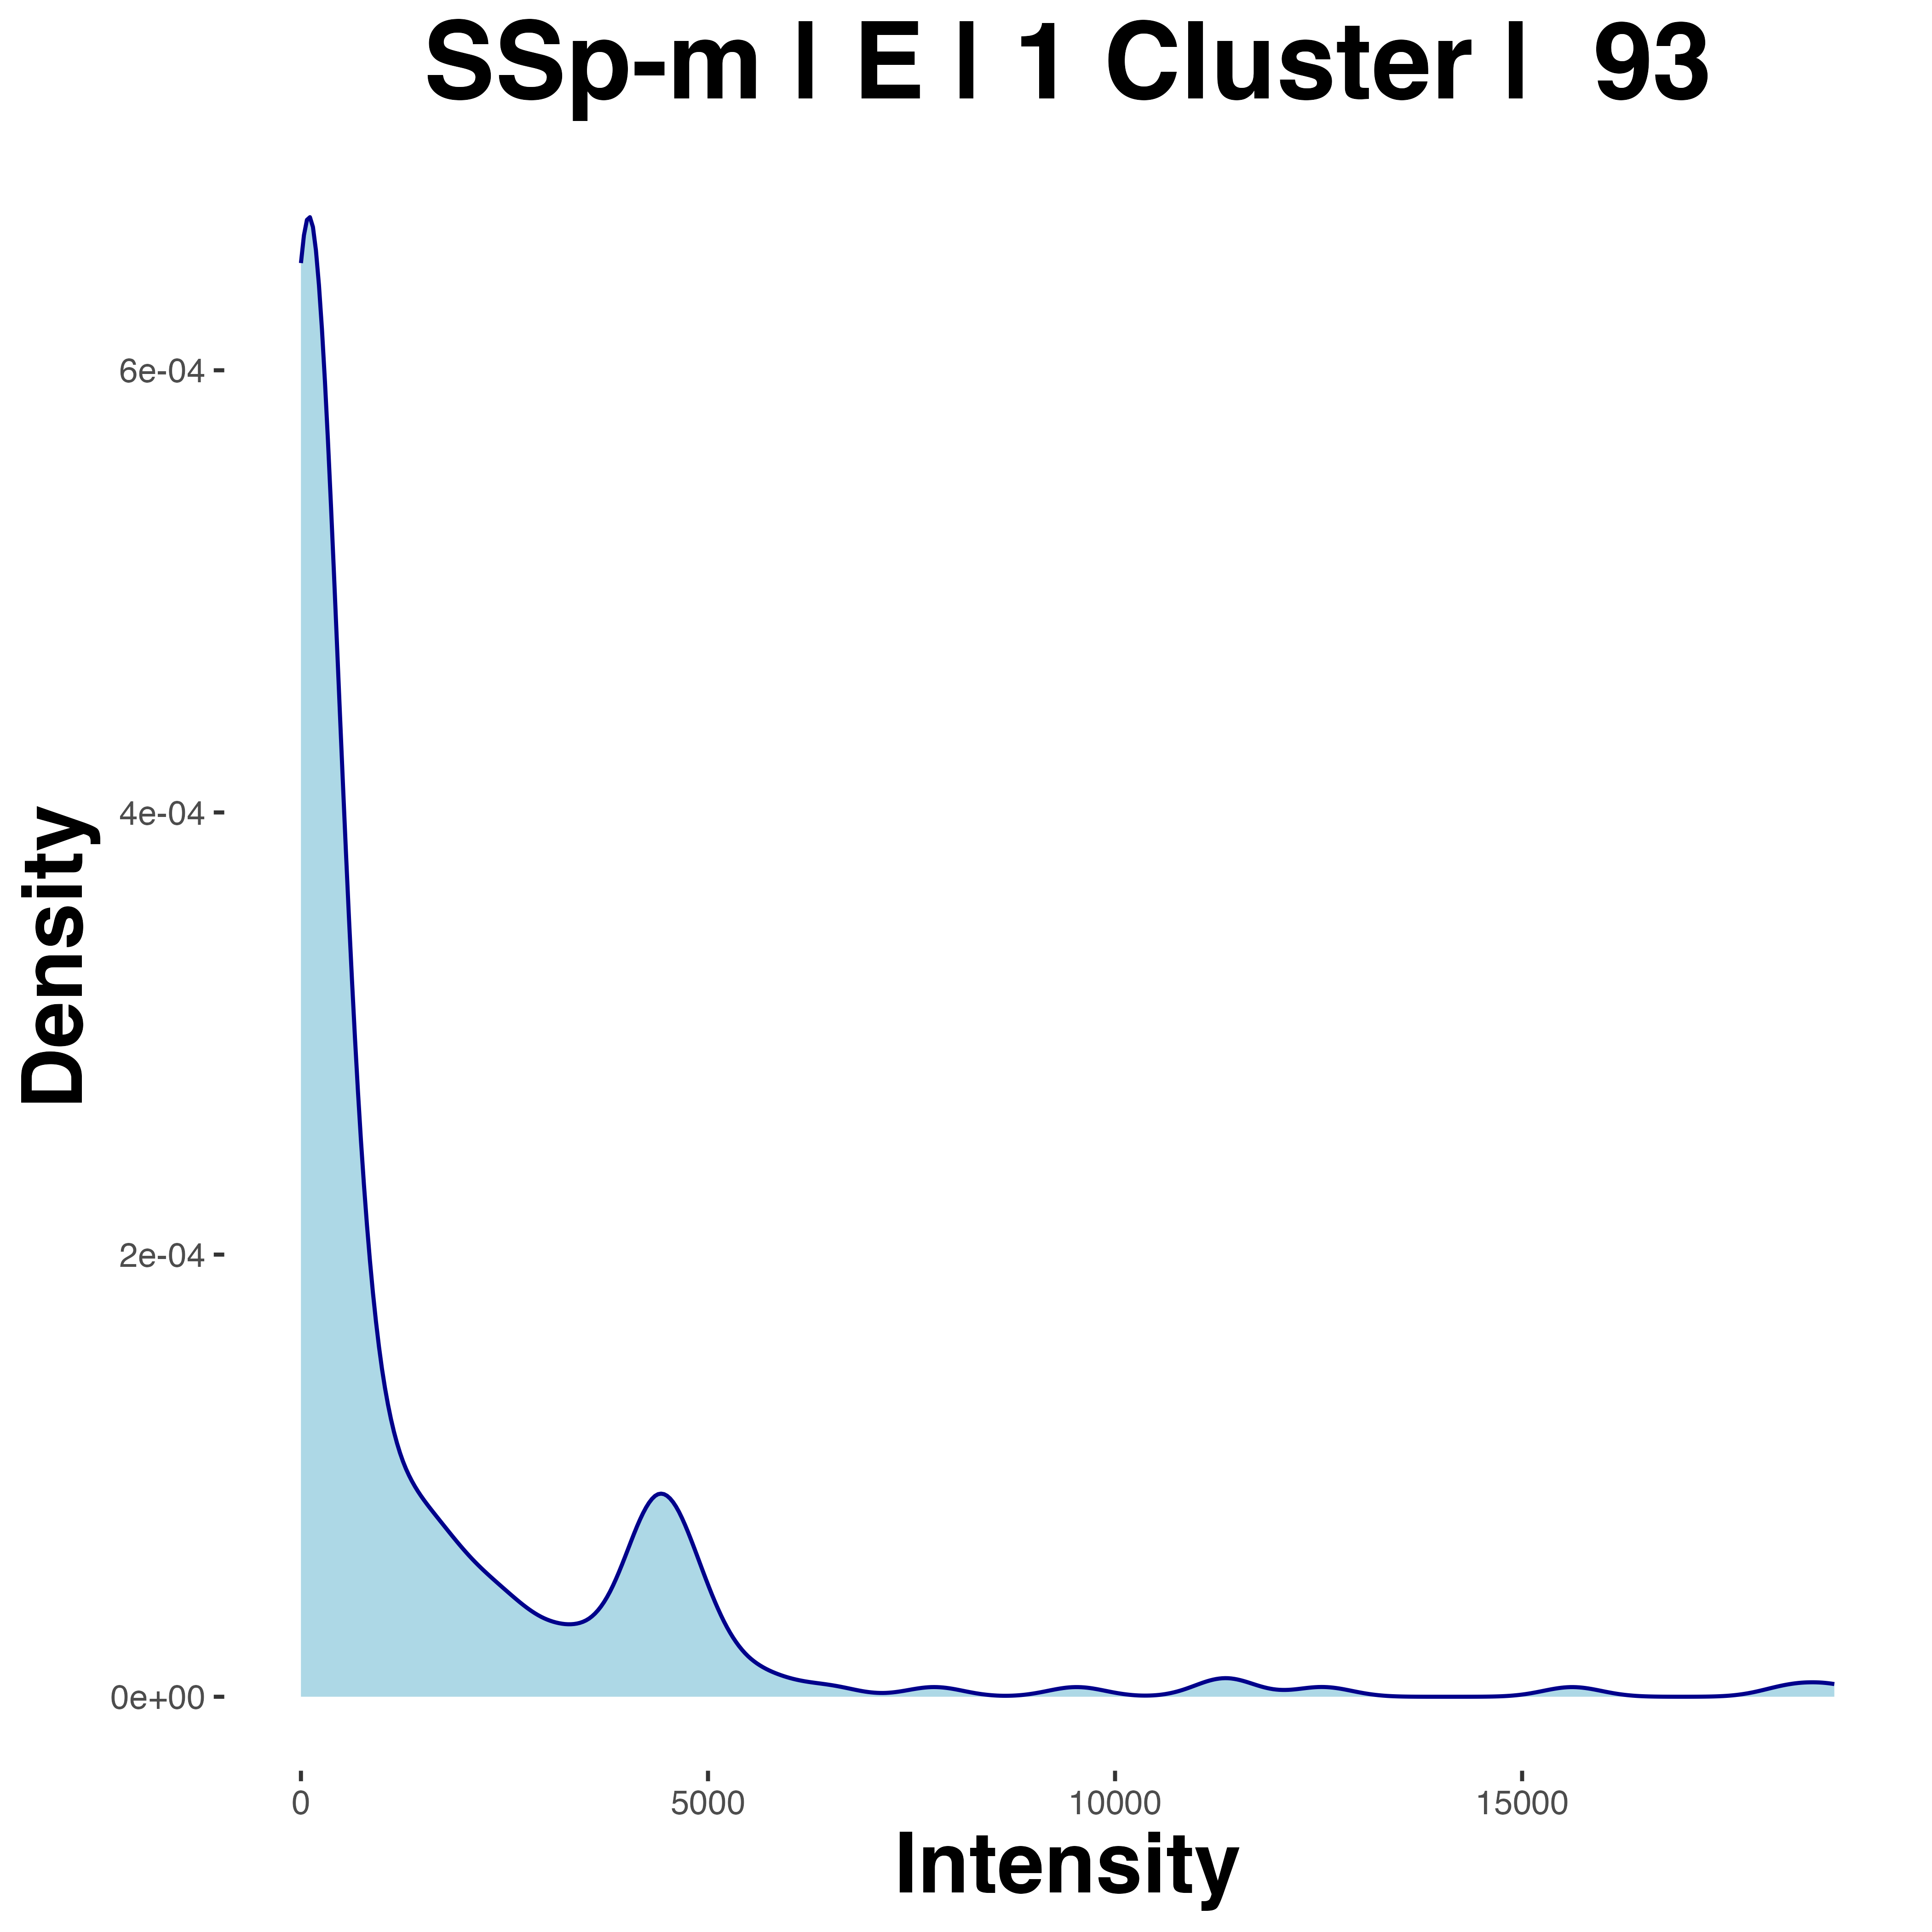 SSp-m | E | 1 Cluster |  93
6e-04
4e-04
2e-04
0e+00
Density
0
5000
10000
15000
Intensity